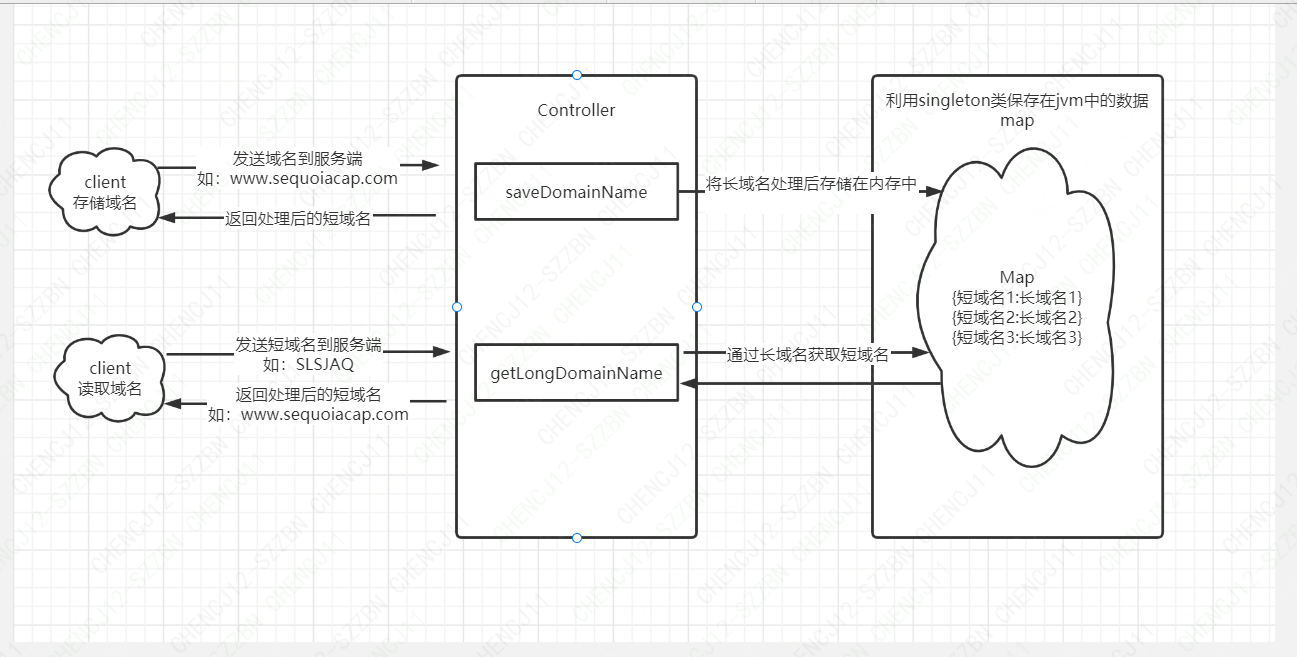 Controller
利用singleton类保存在jvm中的数据
map
client
存储域名
发送域名到服务端
如：www.sequoiacap.com
返回处理后的短域名
saveDomainName
将长域名处理后存储在内存中
Map
{短域名1:长域名1}
{短域名2:长域名2}
{短域名3:长域名3}
client
读取域名
发送短域名到服务端
如：SLSJAQ
返回处理后的短域名
如：www.sequoiacap.com
getLongDomainName
通过长域名获取短域名
CHENCJ12-SZZBN
CHENCJ11